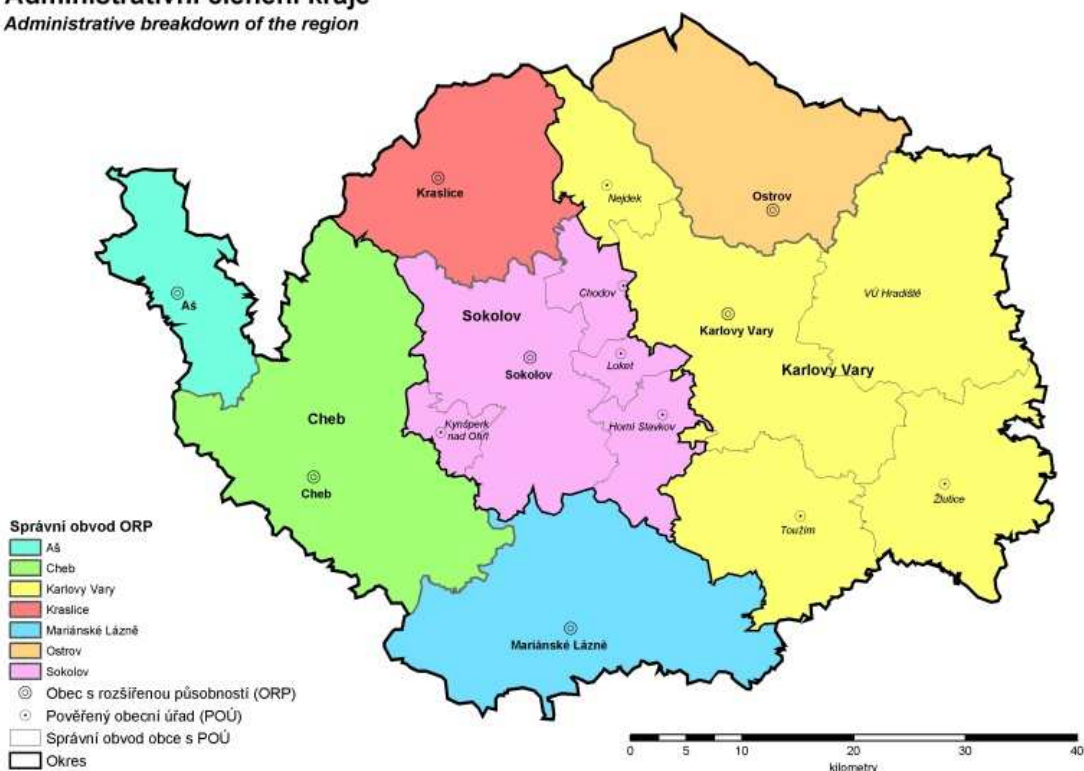 Administrativní členění kraje
Administrative breakdown of the region
Kraslice
Nejdek
Ostrov
Aš
Chodov
VÚ Hradiště
Sokolov
Karlovy Vary
Sokolov
Loket
Karlovy Vary
Cheb
Kynšperk
nad Ohří
Horní Slavkov
Cheb
Žlutice
Toužim
Mariánské Lázně
Správní obvod ORP
Aš
Cheb
Karlovy Vary
Kraslice
Mariánské Lázně
Ostrov
Sokolov
Obec s rozšířenou působností (ORP)
Pověřený obecní úřad (POÚ)
Správní obvod obce s POÚ
Okres
0 5 10 20 30 40
kilometry